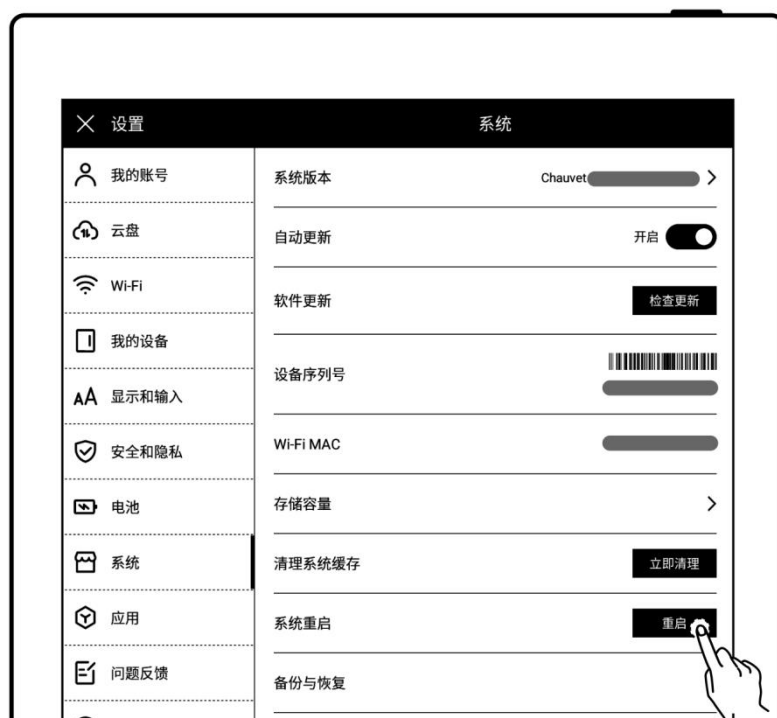 设置
系统
我的账号
云盘
Wi-Fi
我的设备
AA 显示和输入
安全和隐私
电池
系统
应用
问题反馈
系统版本 Chauvet
自动更新 开启
软件更新 检查更新
设备序列号
Wi-Fi MAC
存储容量
清理系统缓存 立即清理
系统重启 重启
备份与恢复